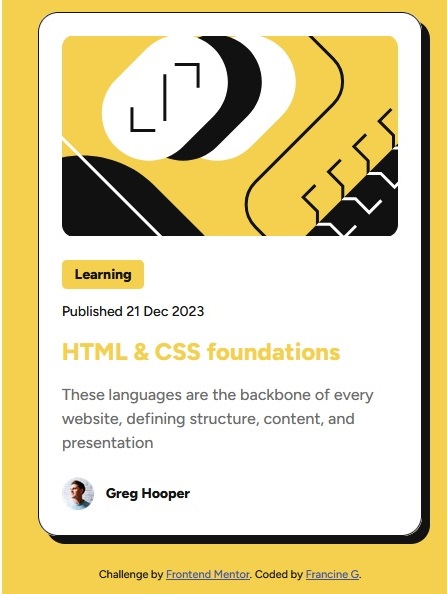 Learning
Published 21 Dec 2023
HTML & CSS foundations
These languages are the backbone of every
website, defining structure, content, and
presentation
Greg Hooper
Challenge by Frontend Mentor. Coded by Francine G.